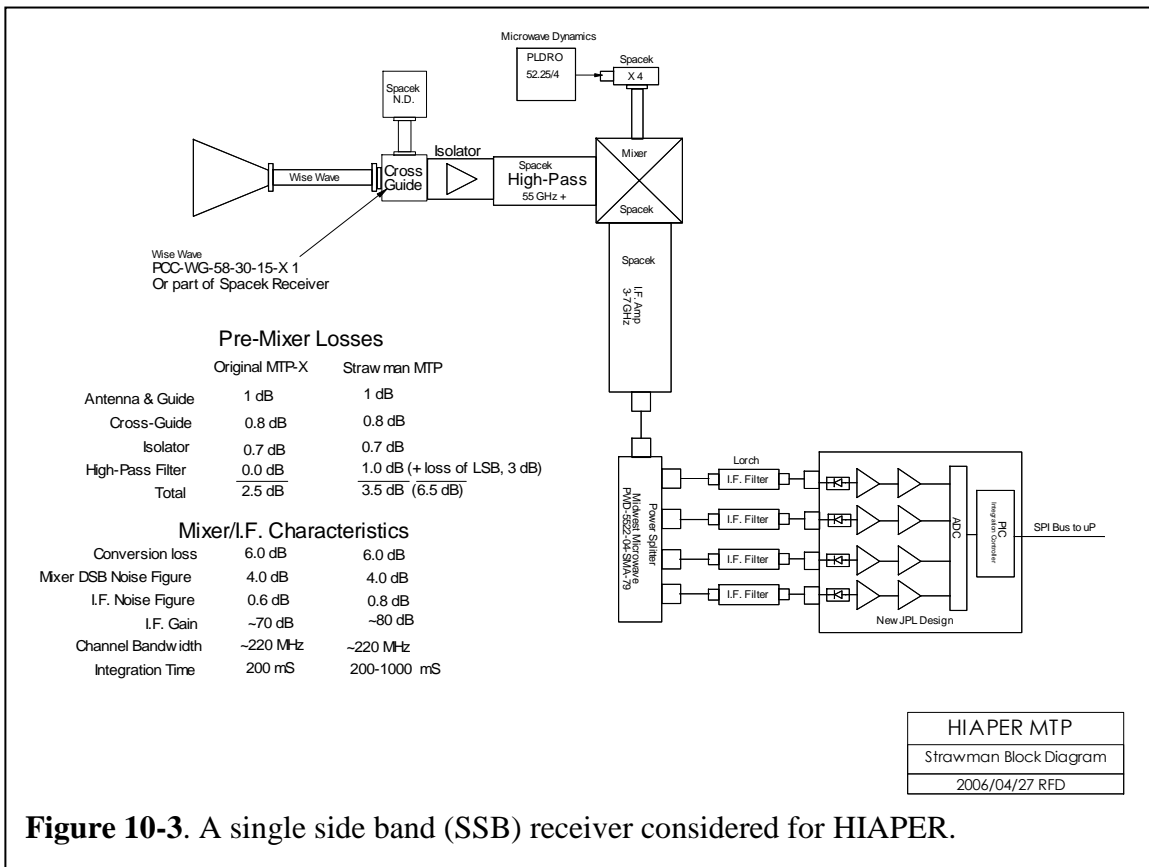 Microwave Dynamics
PLDRO
52.25/4
Spacek
X 4
Spacek
N.D.
Wise Wave
Cross
Guide
Isolator
Spacek
High-Pass
55 GHz +
Mixer
Spacek
Wise Wave
PCC-WG-58-30-15-X 1
Or part of Spacek Receiver
Spacek
I.F. Amp
3-7GHz
Pre-Mixer Losses
Original MTP-X Strawman MTP
Antenna & Guide 1 dB 1 dB
Cross-Guide 0.8 dB 0.8 dB
Isolator 0.7 dB 0.7 dB
High-Pass Filter 0.0 dB 1.0 dB (+ loss of LSB, 3 dB)
Total 2.5 dB 3.5 dB (6.5 dB)
Mixer/I.F. Characteristics
Conversion loss 6.0 dB 6.0 dB
Mixer DSB Noise Figure 4.0 dB 4.0 dB
I.F. Noise Figure 0.6 dB 0.8 dB
I.F. Gain ~70 dB ~80 dB
Channel Bandwidth ~220 MHz ~220 MHz
Integration Time 200 mS 200-1000 mS
Power Splitter
Midwest Microwave
PWD-5522-04-SMA-79
Lorch
I.F. Filter
I.F. Filter
I.F. Filter
I.F. Filter
ADC
PIC
Integration Controller
SPI Bus to uP
New JPL Design
HIAPER MTP
Strawman Block Diagram
2006/04/27 RFD
Figure 10-3. A single side band (SSB) receiver considered for HIAPER.